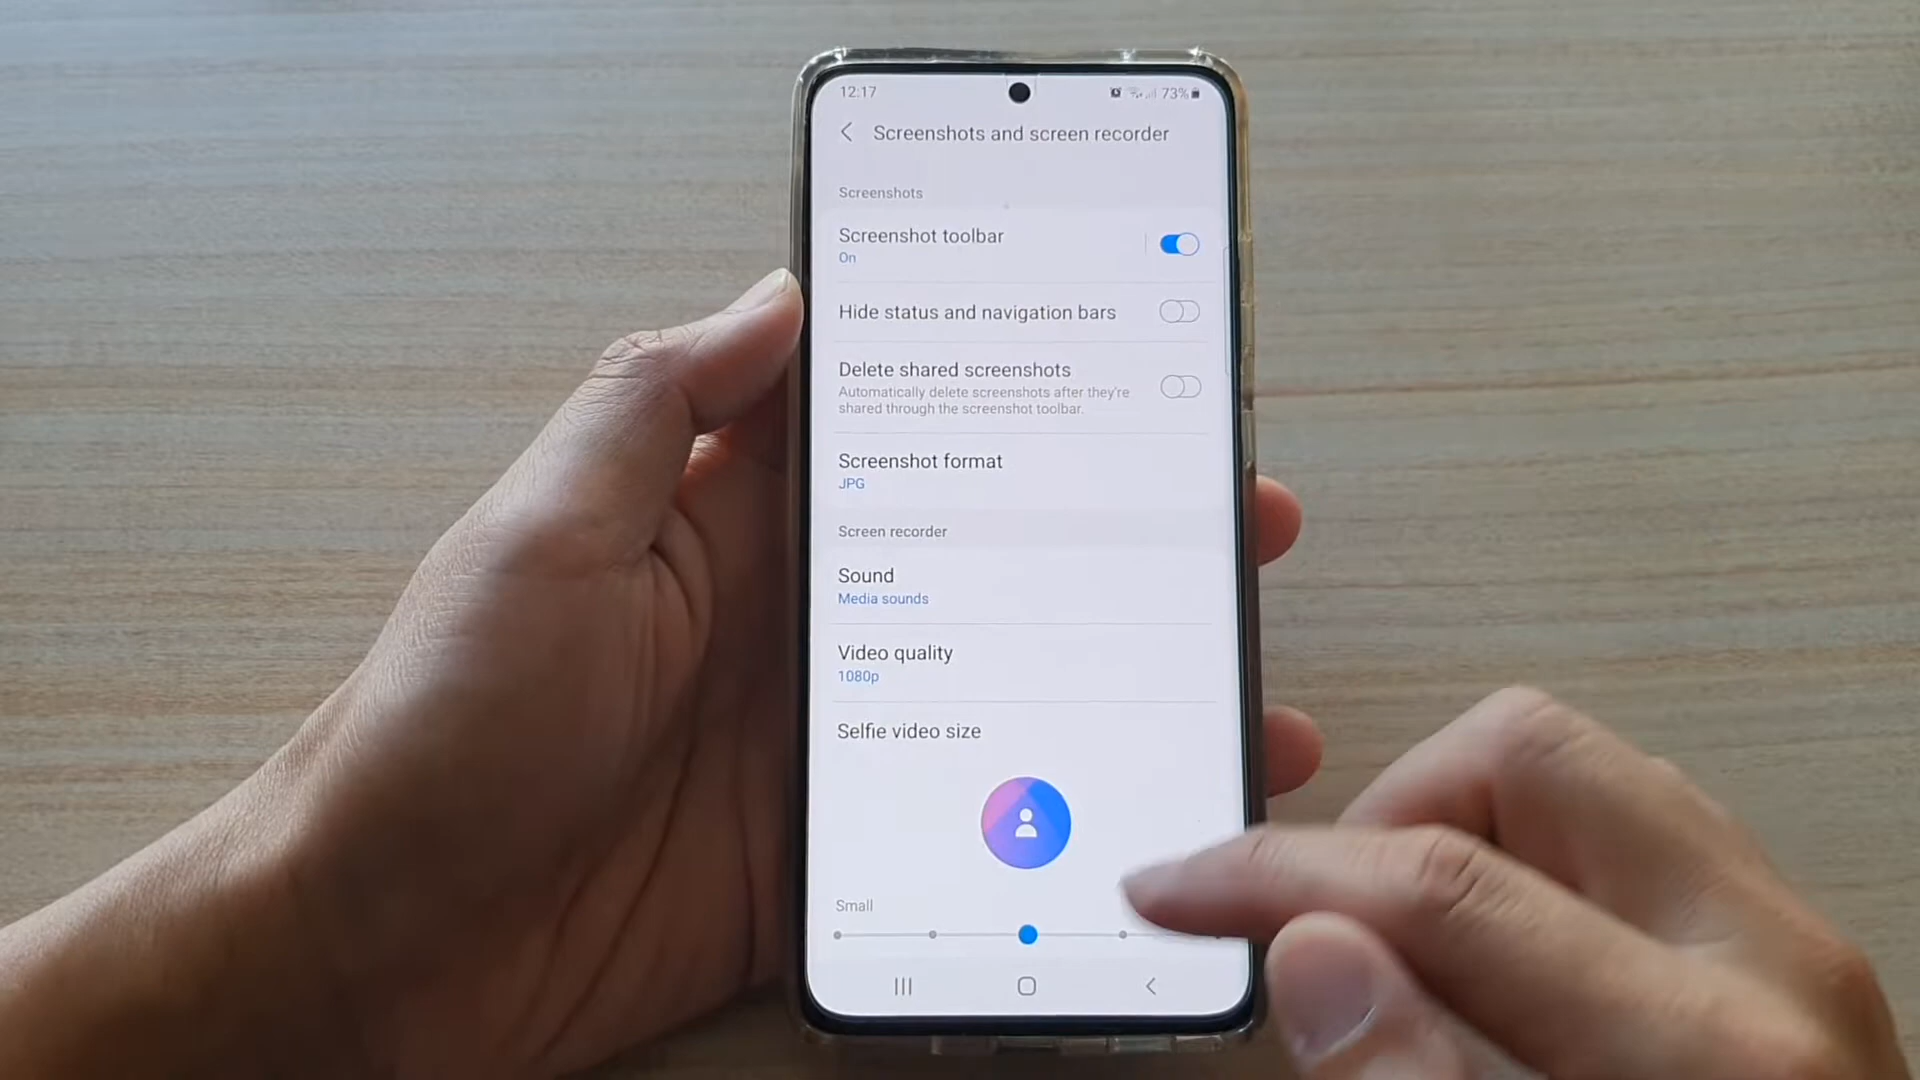 12:17
73%
Screenshots and screen recorder
Screenshots
Screenshot toolbar
On
Hide status and navigation bars
Delete shared screenshots
Automatically delete screenshots after they're
shared through the screenshot toolbar.
Screenshot format
JPG
Screen recorder
Sound
Media sounds
Video quality
1080p
Selfie video size
Small